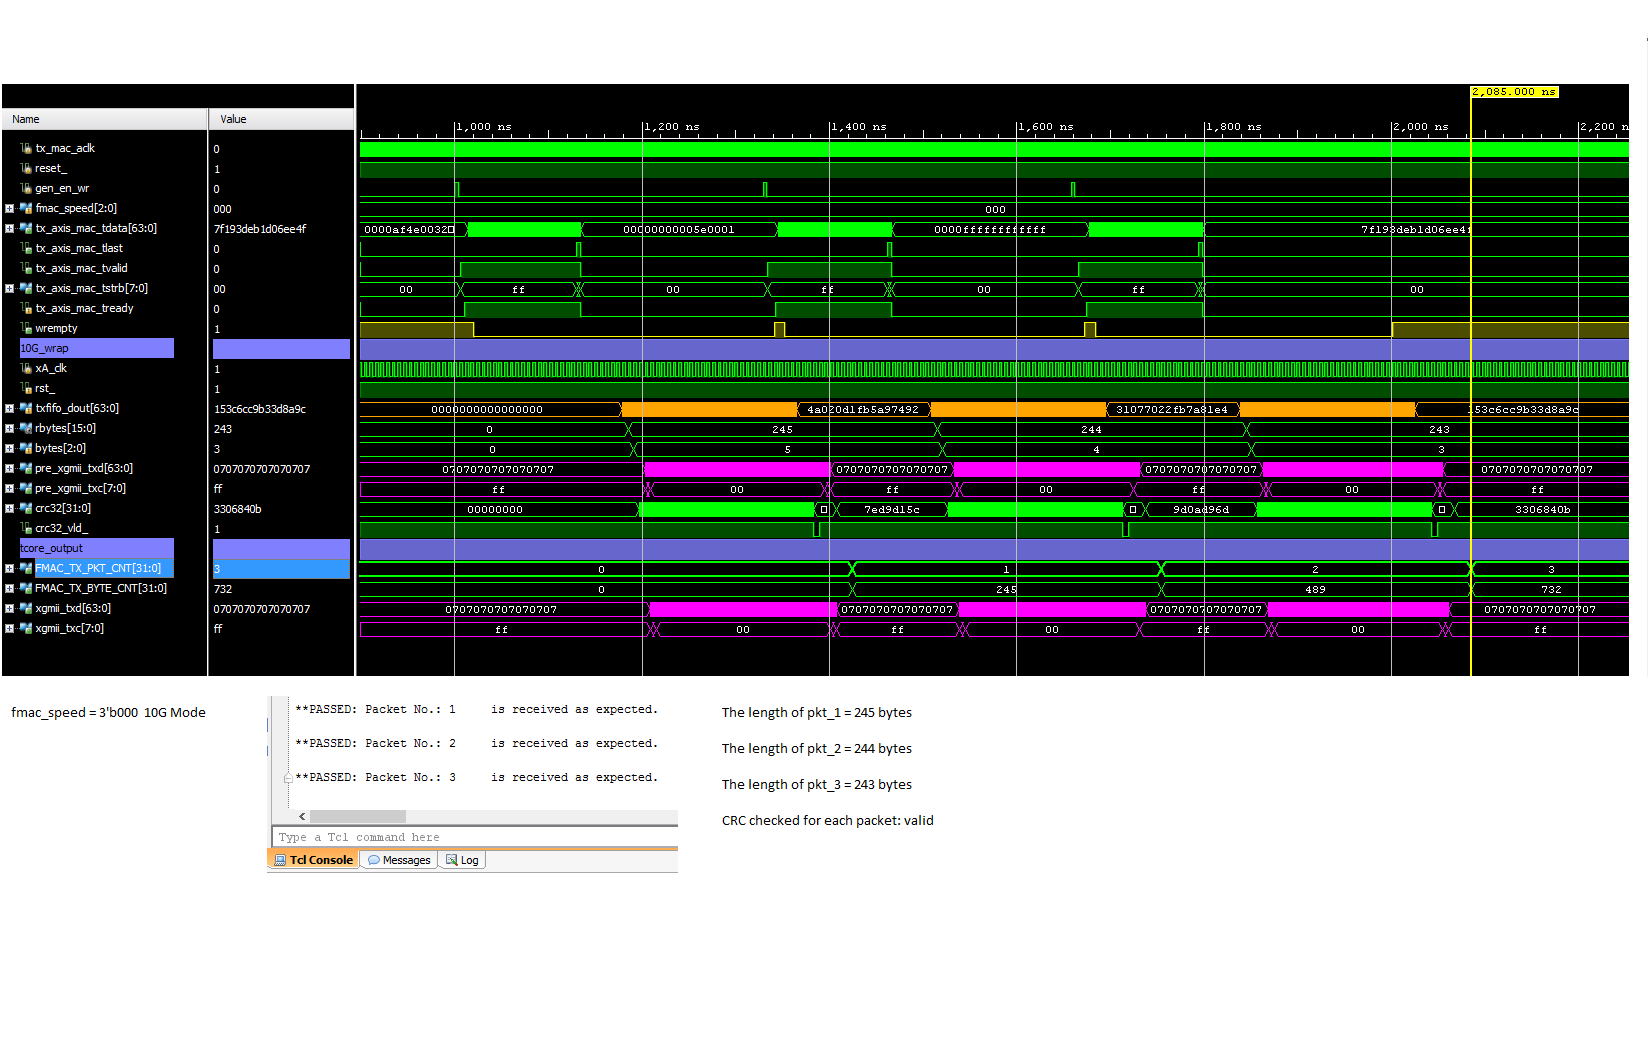 2,085.000 ns
Name Value
1,000 ns 1,200 ns 1,400 ns 1,600 ns 1,800 ns 2,000 ns 2,200 n
tx_mac_aclk 0
reset_ 1
gen_en_wr 0
fmac_speed[2:0] 000 000
tx_axis_mac_tdata[63:0] 7f193deb1d06ee4f 0000af4e0032 00000000005e0001 0000ffffffffffff 7f193deb1d06ee4f
tx_axis_mac_tlast 0
tx_axis_mac_tvalid 0
tx_axis_mac_tstrb[7:0] 00 00 ff 00 ff 00 ff 00
tx_axis_mac_tready 0
wrempty 1
10G_wrap
xA_clk 1
rst_ 1
txfifo_dout[63:0] 153c6cc9b33d8a9c 0000000000000000 4a020d1fb5a97492 31077022fb7a81e4 153c6cc9b33d8a9c
rbytes[15:0] 243 0 245 244 243
bytes[2:0] 3 0 5 4 3
pre_xgmii_txd[63:0] 0707070707070707 0707070707070707 0707070707070707 0707070707070707 0707070707070707
pre_xgmii_txc[7:0] ff ff 00 ff 00 ff 00 ff
crc32[31:0] 3306840b 00000000 7ed9d15c 9d0ad96d 3306840b
crc32_vld_ 1
tcore_output
FMAC_TX_PKT_CNT[31:0] 3 0 1 2 3
FMAC_TX_BYTE_CNT[31:0] 732 0 245 489 732
xgmii_txd[63:0] 0707070707070707 0707070707070707 0707070707070707 0707070707070707 0707070707070707
xgmii_txc[7:0] ff ff 00 ff 00 ff 00 ff
fmac_speed = 3'b000 10G Mode
**PASSED: Packet No.: 1 is received as expected.
**PASSED: Packet No.: 2 is received as expected.
**PASSED: Packet No.: 3 is received as expected.
Type a Tcl command here
Tcl Console Messages Log
The length of pkt_1 = 245 bytes
The length of pkt_2 = 244 bytes
The length of pkt_3 = 243 bytes
CRC checked for each packet: valid